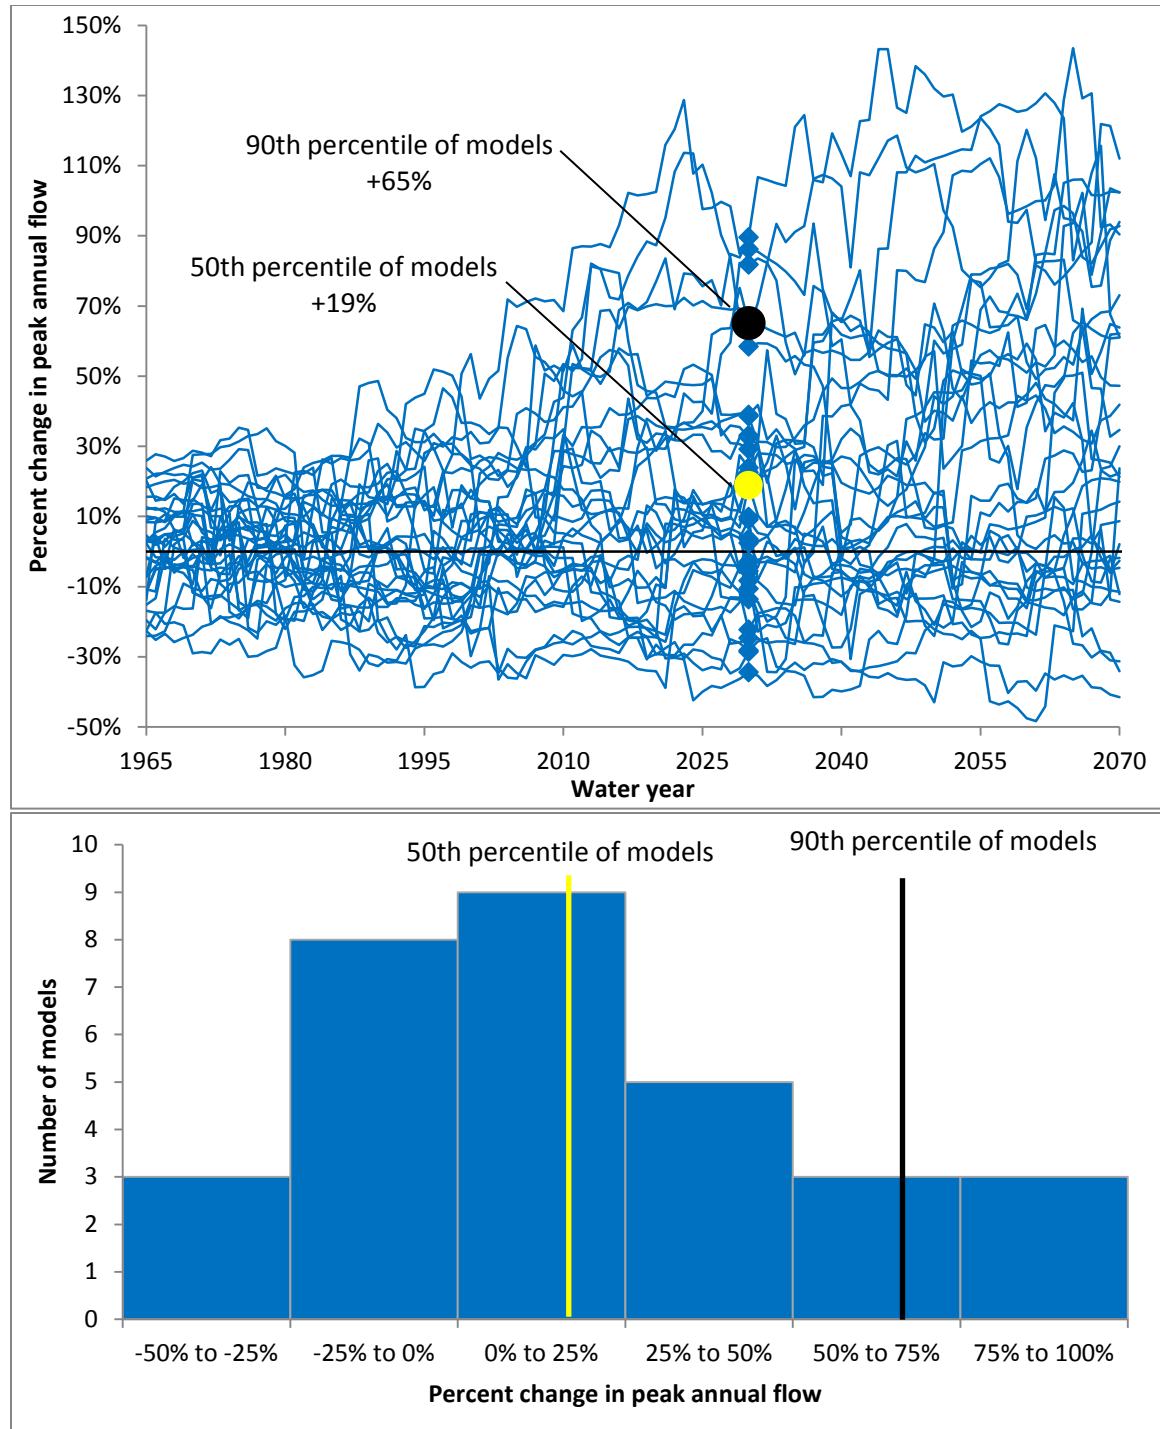 150%
130%
110%
90%
70%
50%
30%
10%
-10%
-30%
-50%
Percent change in peak annual flow
90th percentile of models
+65%
50th percentile of models
+19%
1965 1980 1995 2010 2025 2040 2055 2070
Water year
10
9
8
7
6
5
4
3
2
1
0
Number of models
50th percentile of models
90th percentile of models
-50% to -25% -25% to 0% 0% to 25% 25% to 50% 50% to 75% 75% to 100%
Percent change in peak annual flow